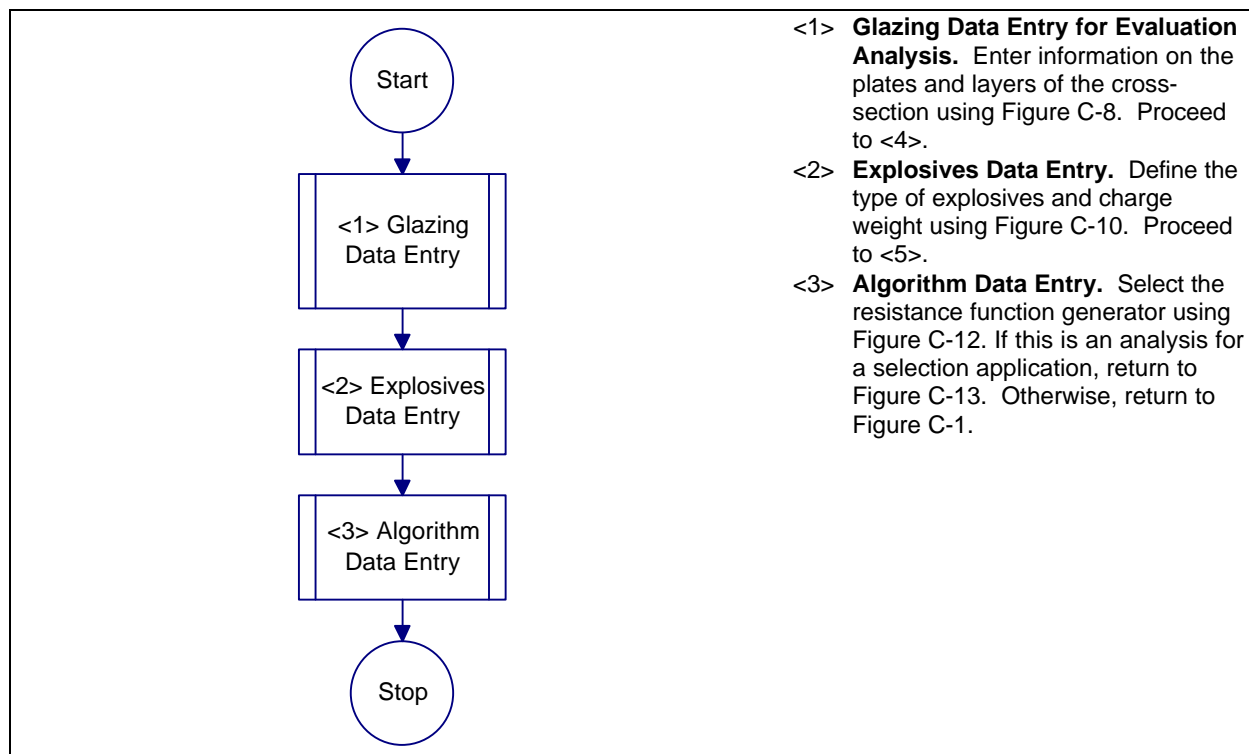 Start
<1> Glazing
Data Entry
<2> Explosives
Data Entry
<3> Algorithm
Data Entry
Stop
<1> Glazing Data Entry for Evaluation
Analysis. Enter information on the
plates and layers of the cross-
section using Figure C-8. Proceed
to <4>.
<2> Explosives Data Entry. Define the
type of explosives and charge
weight using Figure C-10. Proceed
to <5>.
<3> Algorithm Data Entry. Select the
resistance function generator using
Figure C-12. If this is an analysis for
a selection application, return to
Figure C-13. Otherwise, return to
Figure C-1.